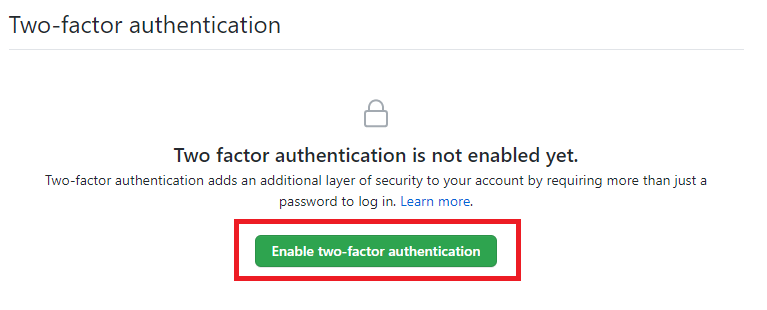 Two-factor authentication
Two factor authentication is not enabled yet.
Two-factor authentication adds an additional layer of security to your account by requiring more than just a
password to log in. Learn more.
Enable two-factor authentication